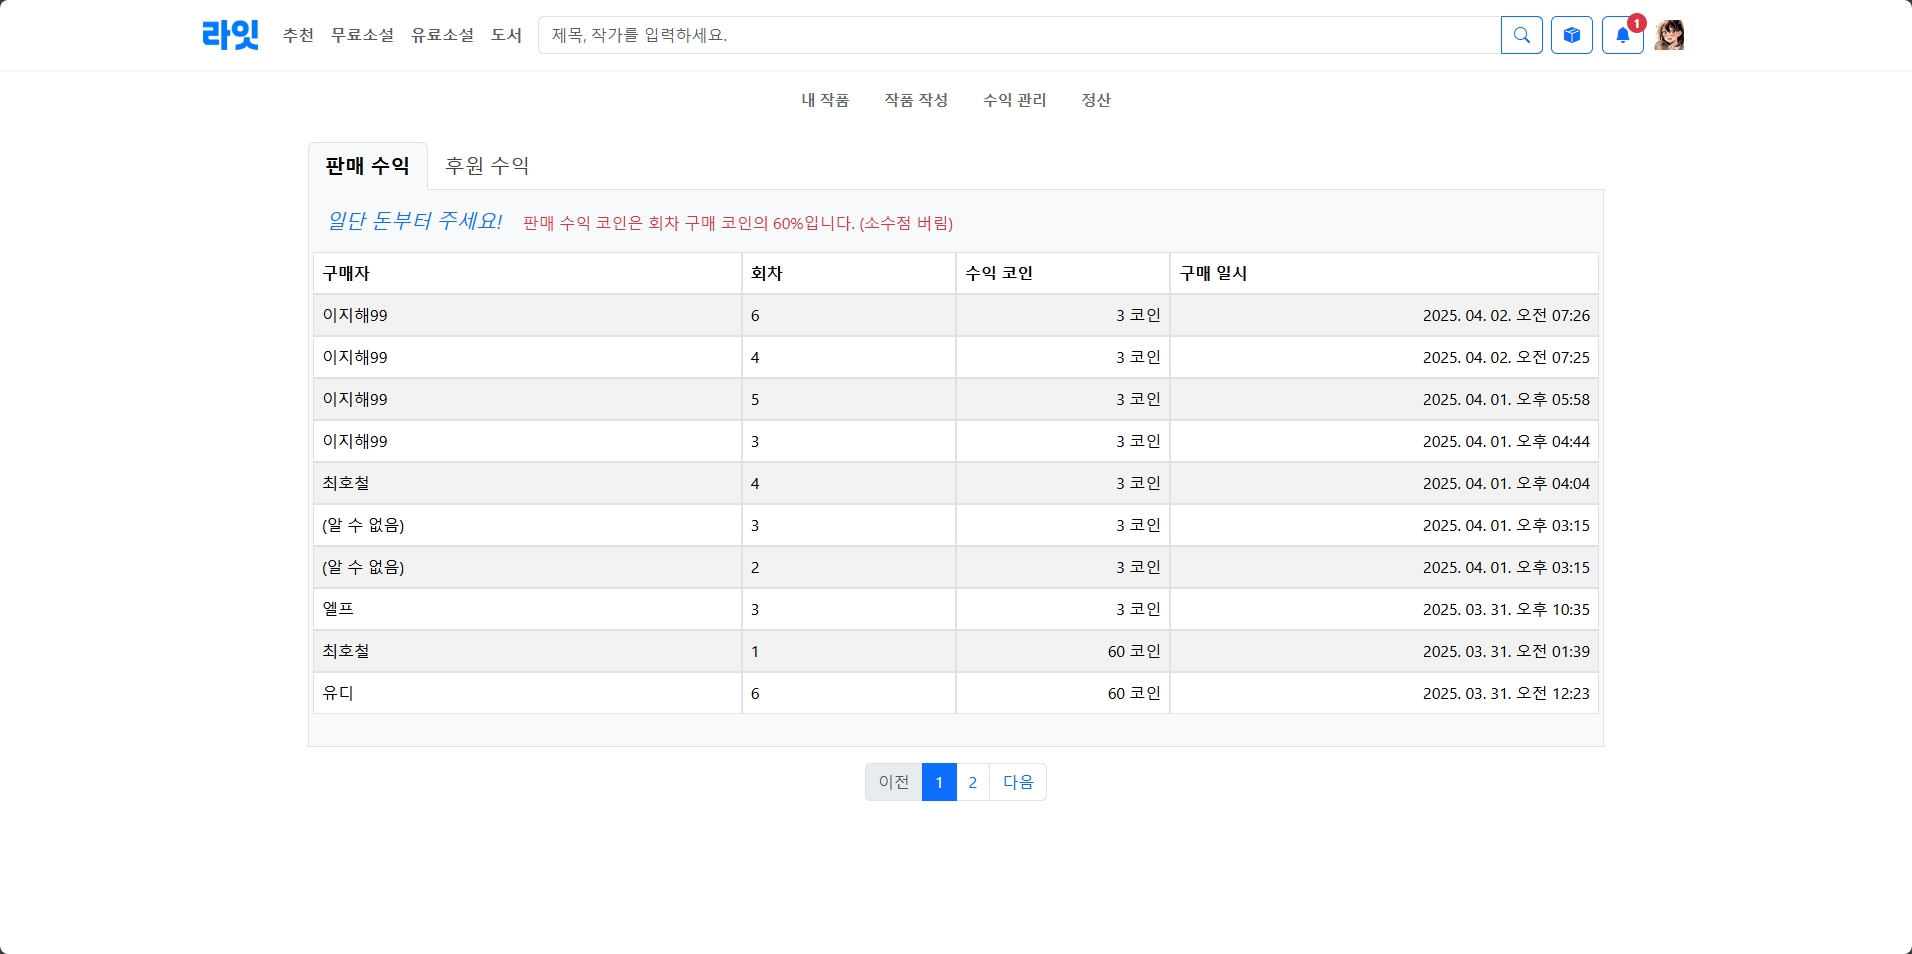 라잇 추천 무료소설 유료소설 도서 제목, 작가를 입력하세요. 1
내 작품 작품 작성 수익 관리 정산
판매 수익 후원 수익
일단 돈부터 주세요! 판매 수익 코인은 회차 구매 코인의 60%입니다. (소수점 버림)
구매자 회차 수익 코인 구매 일시
이지해99 6 3 코인 2025. 04. 02. 오전 07:26
이지해99 4 3 코인 2025. 04. 02. 오전 07:25
이지해99 5 3 코인 2025. 04. 01. 오후 05:58
이지해99 3 3 코인 2025. 04. 01. 오후 04:44
최호철 4 3 코인 2025. 04. 01. 오후 04:04
(알 수 없음) 3 3 코인 2025. 04. 01. 오후 03:15
(알 수 없음) 2 3 코인 2025. 04. 01. 오후 03:15
엘프 3 3 코인 2025. 03. 31. 오후 10:35
최호철 1 60 코인 2025. 03. 31. 오전 01:39
유디 6 60 코인 2025. 03. 31. 오전 12:23
이전 1 2 다음